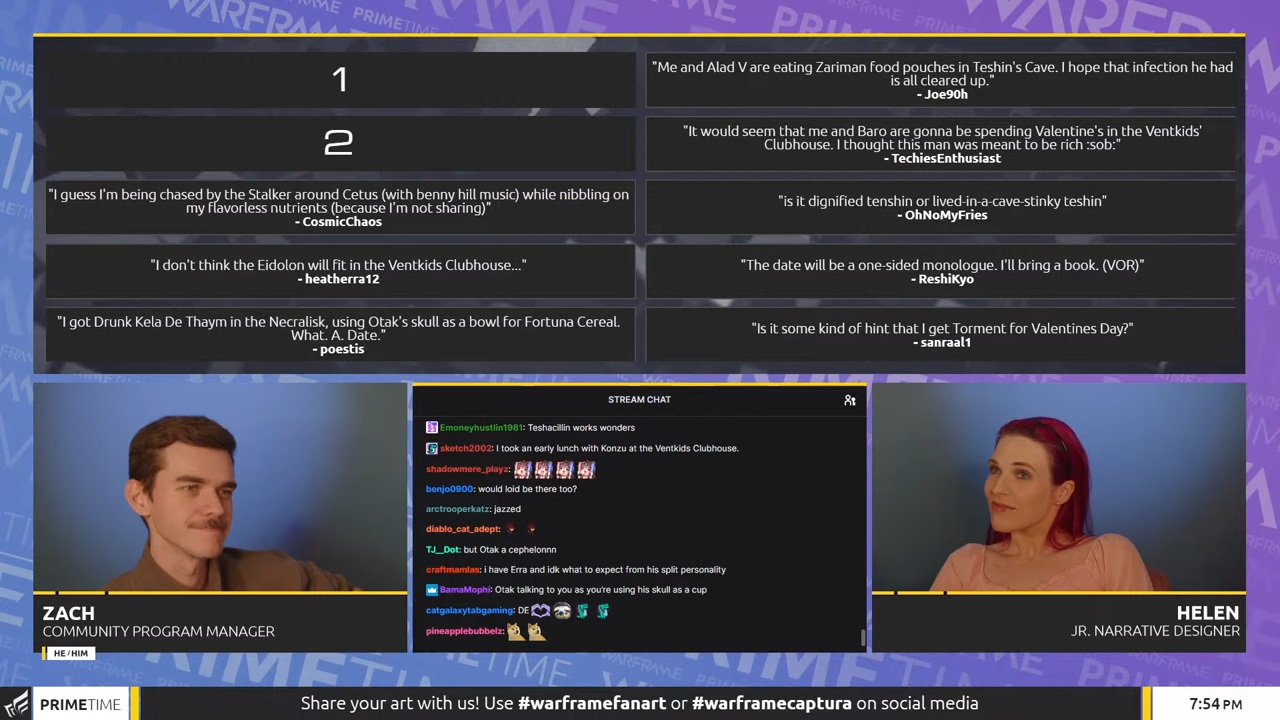 1
"Me and Alad V are eating Zariman food pouches in Teshin's Cave. I hope that infection he had
is all cleared up."
- Joe90h
2
"It would seem that me and Baro are gonna be spending Valentine's in the Ventkids'
Clubhouse. I thought this man was meant to be rich :sob:"
- TechiesEnthusiast
"I guess I'm being chased by the Stalker around Cetus (with benny hill music) while nibbling on
my flavorless nutrients (because I'm not sharing)"
- CosmicChaos
"is it dignified tenshin or lived-in-a-cave-stinky teshin"
- OhNoMyFries
"I don't think the Eidolon will fit in the Ventkids Clubhouse..."
- heatherra12
"The date will be a one-sided monologue. I'll bring a book. (VOR)"
- ReshiKyo
"I got Drunk Kela De Thaym in the Necralisk, using Otak's skull as a bowl for Fortuna Cereal.
What. A. Date."
- poestis
"Is it some kind of hint that I get Torment for Valentines Day?"
- sanraal1
STREAM CHAT
Emoneyhustlin1981: Teshacillin works wonders
sketch2002: I took an early lunch with Konzu at the Ventkids Clubhouse.
shadowmere_playz:
benjo0900: would loid be there too?
arctrooperkatz: jazzed
diablo_cat_adept:
TJ__Dot: but Otak a cephelonnn
craftmamlas: i have Erra and idk what to expect from his split personality
BamaMophi: Otak talking to you as you're using his skull as a cup
catgalaxytabgaming: DE
pineapplebubbelz:
ZACH
COMMUNITY PROGRAM MANAGER
HE/HIM
HELEN
JR. NARRATIVE DESIGNER
PRIMETIME
Share your art with us! Use #warframefanart or #warframecaptura on social media
7:54 PM